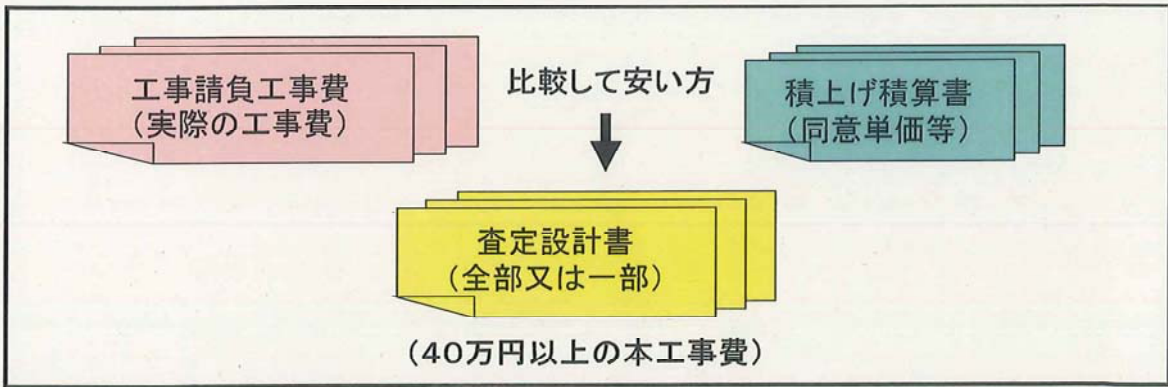 工事請負工事費
(実際の工事費)
比較して安い方
積上げ積算書
(同意単価等)
査定設計書
(全部又は一部)
(40万円以上の本工事費)